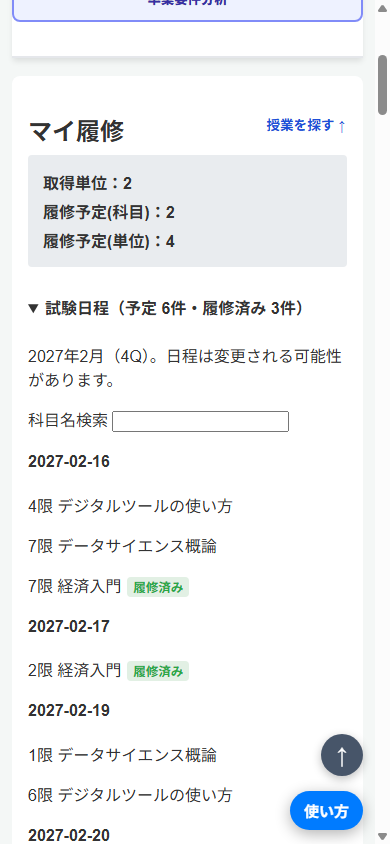 卒業要件分析
マイ履修
授業を探す↑
取得単位：2
履修予定(科目)：2
履修予定(単位)：4
▼ 試験日程（予定 6件・履修済み 3件）
2027年2月（4Q）。日程は変更される可能性
があります。
科目名検索
2027-02-16
4限 デジタルツールの使い方
7限 データサイエンス概論
7限 経済入門 履修済み
2027-02-17
2限 経済入門 履修済み
2027-02-19
1限 データサイエンス概論
↑
6限 デジタルツールの使い方
使い方
2027-02-20